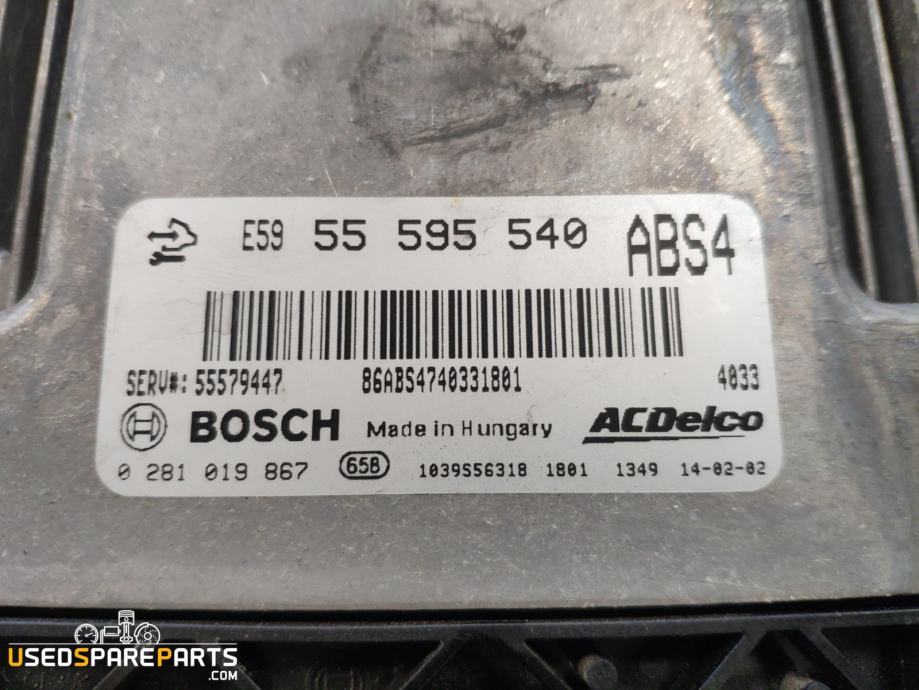 E59 55 595 540 ABS4
SERV#: 55579447 86ABS4740331801 4033
BOSCH Made in Hungary ACDelco
0 281 019 867 658 1039S56318 1801 1349 14-02-02
USEDSPAREPARTS
.COM